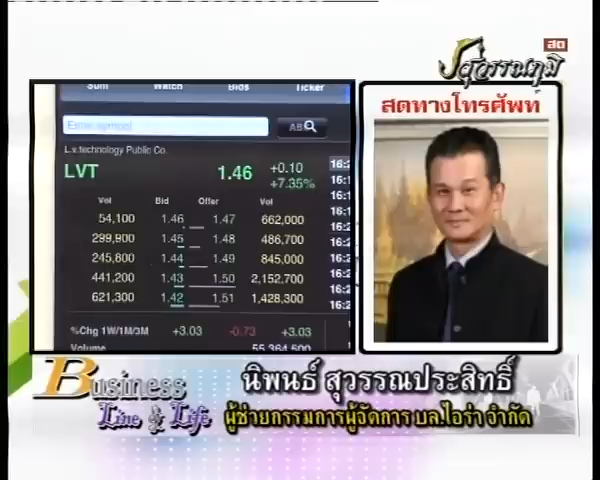 สด
สุวรรณภูมิ
สดทางโทรศัพท์
Sum Watch Bids Ticker
Enter symbol
AB
L.v.technology Public Co.
LVT 1.46 +0.10
+7.35%
Vol Bid Offer Vol
54,100 1.46 1.47 662,000
299,900 1.45 1.48 486,700
245,800 1.44 1.49 845,000
441,200 1.43 1.50 2,152,700
621,300 1.42 1.51 1,428,300
%Chg 1W/1M/3M +3.03 -0.73 +3.03
Volume 55,364,500
Business
Line & Life
นิพนธ์ สุวรรณประสิทธิ์
ผู้ช่วยกรรมการผู้จัดการ บล.ไอร่า จำกัด